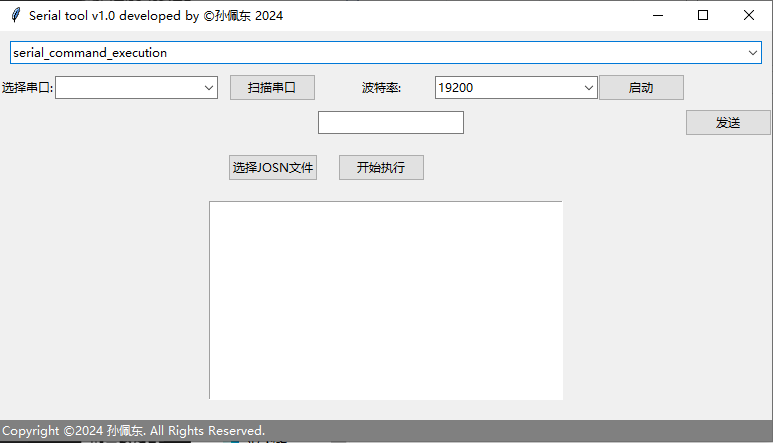 Serial tool v1.0 developed by ©孙佩东 2024
serial_command_execution
选择串口: 扫描串口 波特率: 19200 启动
发送
选择JOSN文件 开始执行
Copyright ©2024 孙佩东. All Rights Reserved.